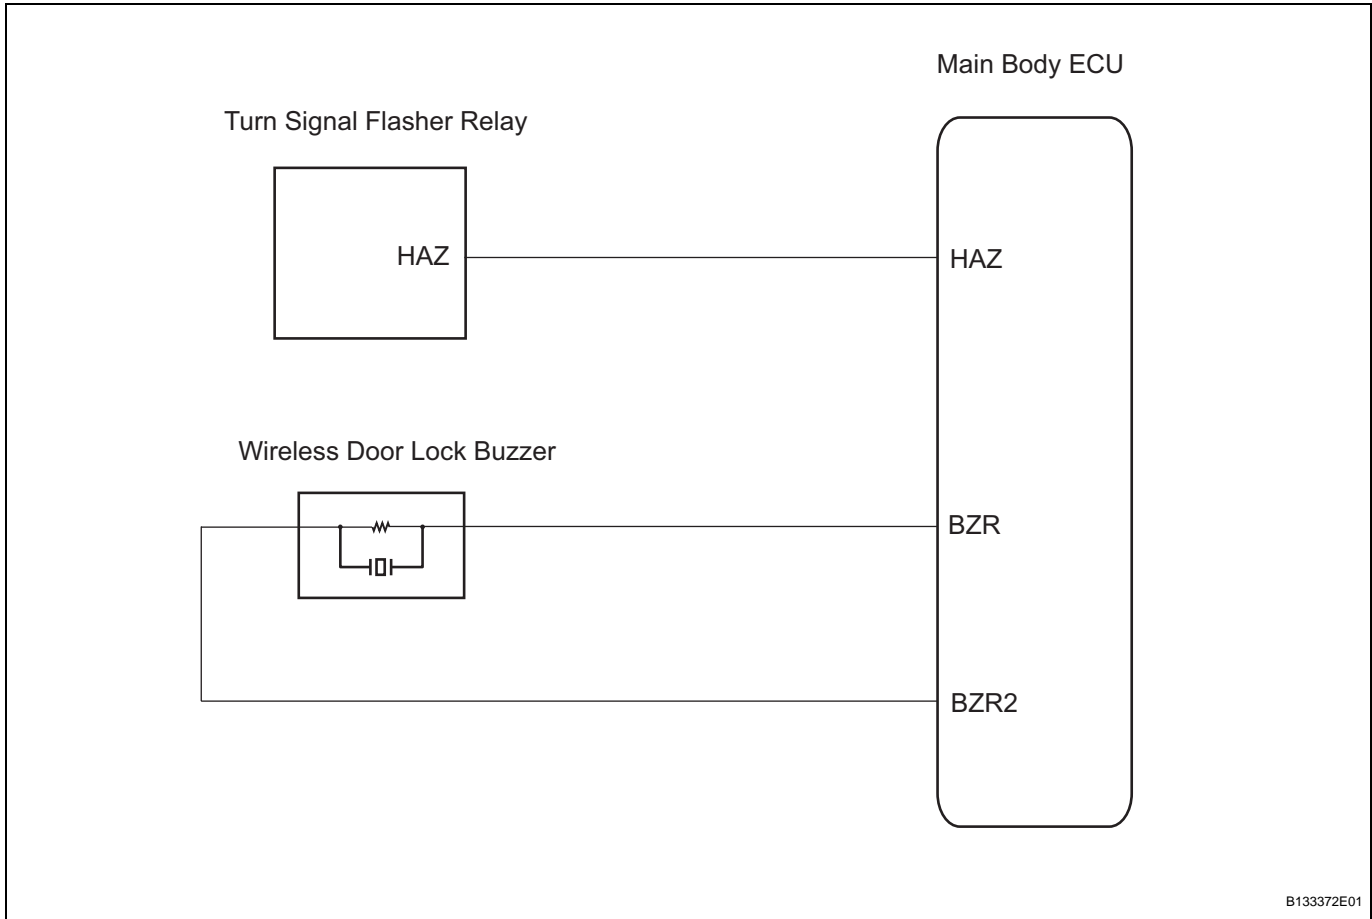 Main Body ECU
Turn Signal Flasher Relay
HAZ
HAZ
Wireless Door Lock Buzzer
BZR
BZR2
B133372E01